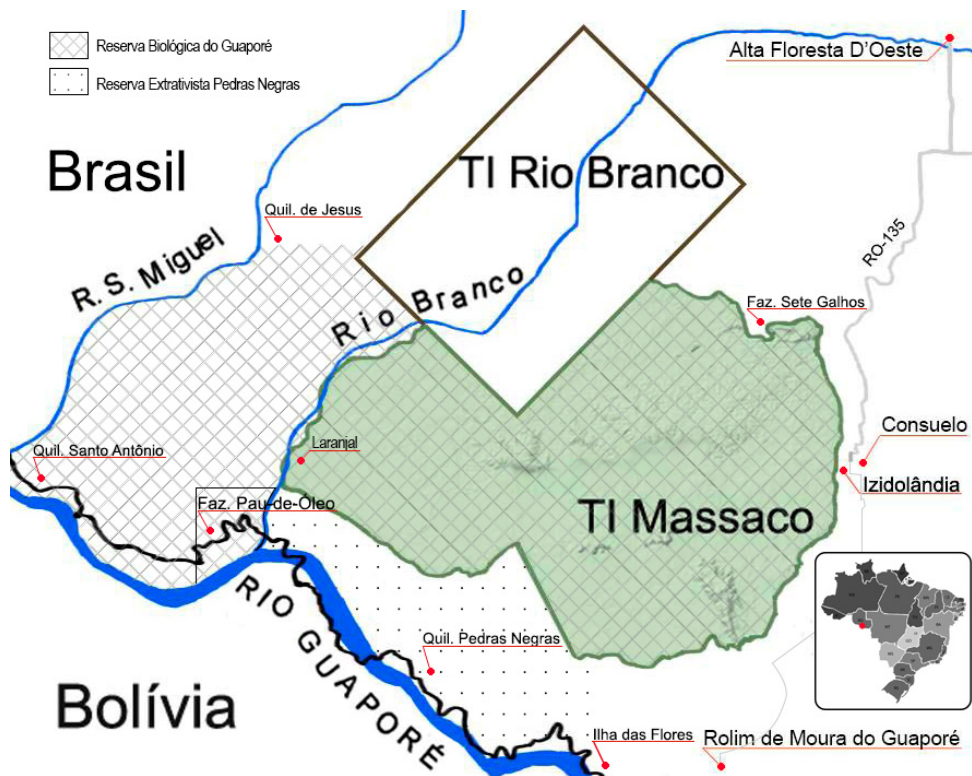 Reserva Biológica do Guaporé
Reserva Extrativista Pedras Negras
Alta Floresta D'Oeste
Brasil
TI Rio Branco
Quil. de Jesus
R. S. Miguel
RO-135
Rio Branco
Faz. Sete Galhos
Quil. Santo Antônio
Laranjal
Consuelo
Izidolândia
Faz. Pau-de-Óleo
TI Massaco
RIO GUAPORÉ
Quil. Pedras Negras
Bolívia
Ilha das Flores
Rolim de Moura do Guaporé